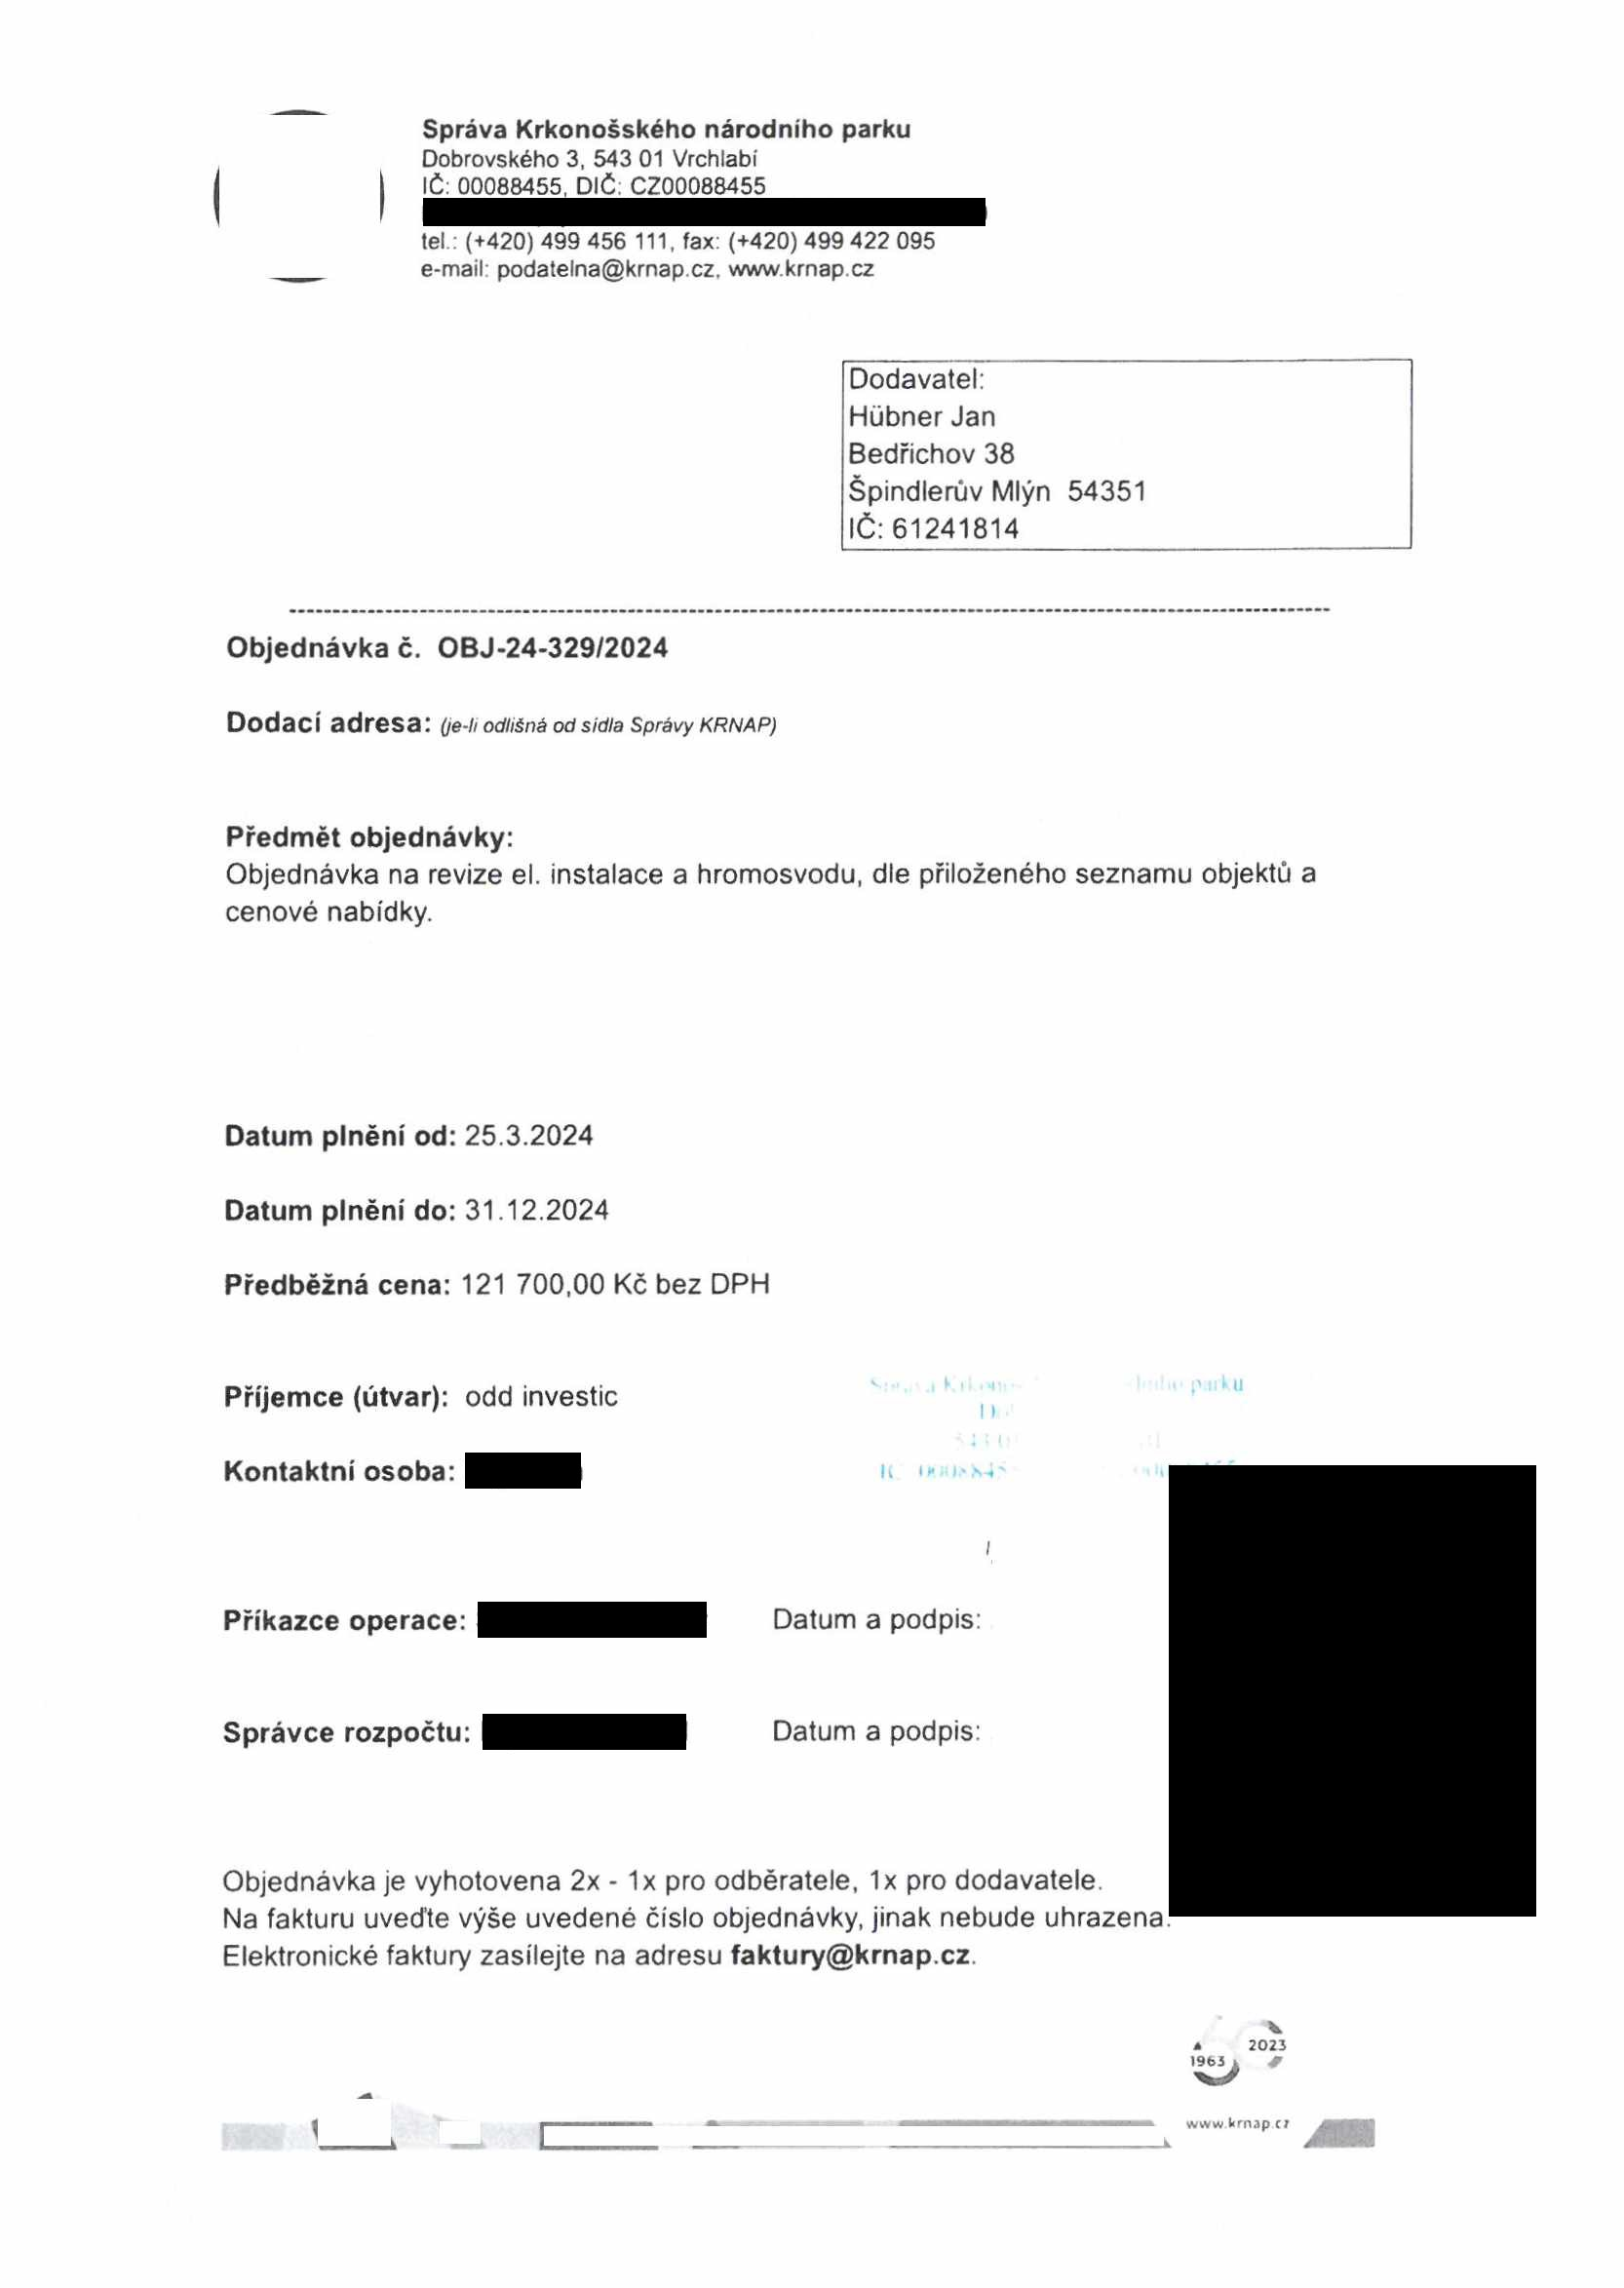 Správa Krkonošského národního parku
Dobrovského 3, 543 01 Vrchlabí
IČ: 00088455, DIČ: CZ00088455
tel.: (+420) 499 456 111, fax: (+420) 499 422 095
e-mail: podatelna@krnap.cz, www.krnap.cz
Dodavatel:
Hübner Jan
Bedřichov 38
Špindlerův Mlýn 54351
IČ: 61241814
Objednávka č. OBJ-24-329/2024
Dodací adresa: (je-li odlišná od sídla Správy KRNAP)
Předmět objednávky:
Objednávka na revize el. instalace a hromosvodu, dle přiloženého seznamu objektů a
cenové nabídky.
Datum plnění od: 25.3.2024
Datum plnění do: 31.12.2024
Předběžná cena: 121 700,00 Kč bez DPH
Příjemce (útvar): odd investic
Správa parku
Kontaktní osoba:
Příkazce operace: Datum a podpis:
Správce rozpočtu: Datum a podpis:
Objednávka je vyhotovena 2x - 1x pro odběratele, 1x pro dodavatele.
Na fakturu uveďte výše uvedené číslo objednávky, jinak nebude uhrazena.
Elektronické faktury zasílejte na adresu faktury@krnap.cz.
1963 2023
www.krnap.cz